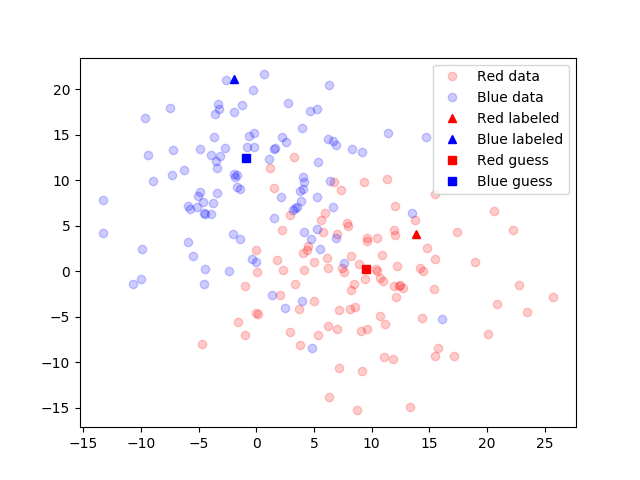 Red data
Blue data
Red labeled
Blue labeled
Red guess
Blue guess
20
15
10
5
0
−5
−10
−15
−15 −10 −5 0 5 10 15 20 25